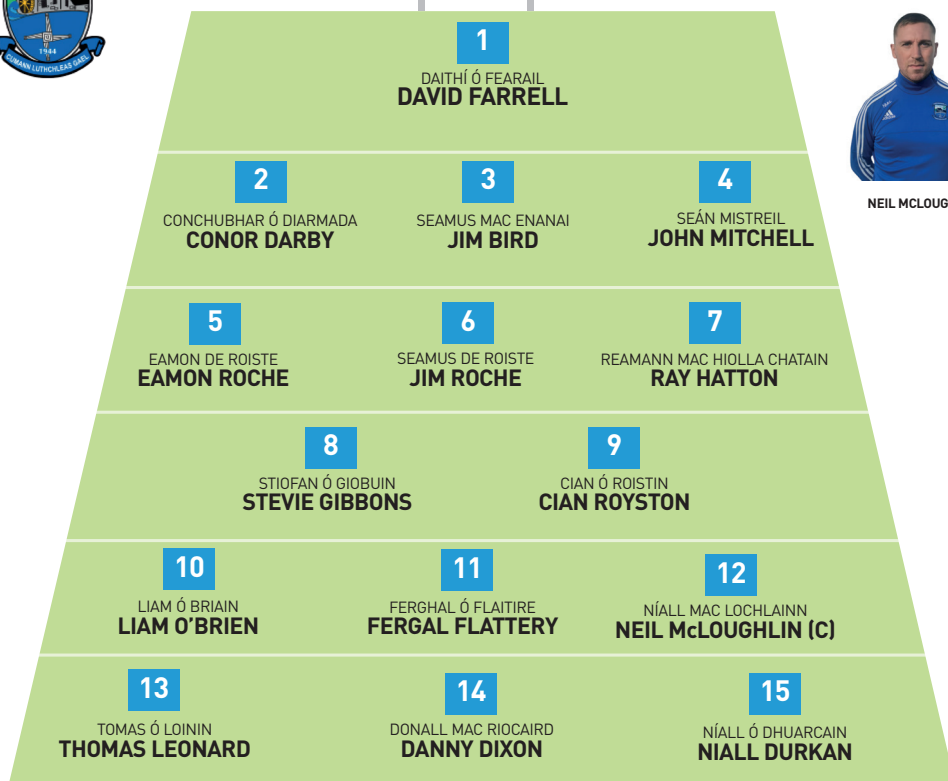 1944
CUMANN LUTHCHLEAS GAEL
1
DAITHÍ Ó FEARAIL
DAVID FARRELL
NEIL MCLOUG
2
CONCHUBHAR Ó DIARMADA
CONOR DARBY
3
SEAMUS MAC ENANAI
JIM BIRD
4
SEÁN MISTREIL
JOHN MITCHELL
5
EAMON DE ROISTE
EAMON ROCHE
6
SEAMUS DE ROISTE
JIM ROCHE
7
REAMANN MAC HIOLLA CHATAIN
RAY HATTON
8
STIOFAN Ó GIOBUIN
STEVIE GIBBONS
9
CIAN Ó ROISTIN
CIAN ROYSTON
10
LIAM Ó BRIAIN
LIAM O'BRIEN
11
FERGHAL Ó FLAITIRE
FERGAL FLATTERY
12
NÍALL MAC LOCHLAINN
NEIL McLOUGHLIN (C)
13
TOMAS Ó LOININ
THOMAS LEONARD
14
DONALL MAC RIOCAIRD
DANNY DIXON
15
NÍALL Ó DHUARCAIN
NIALL DURKAN